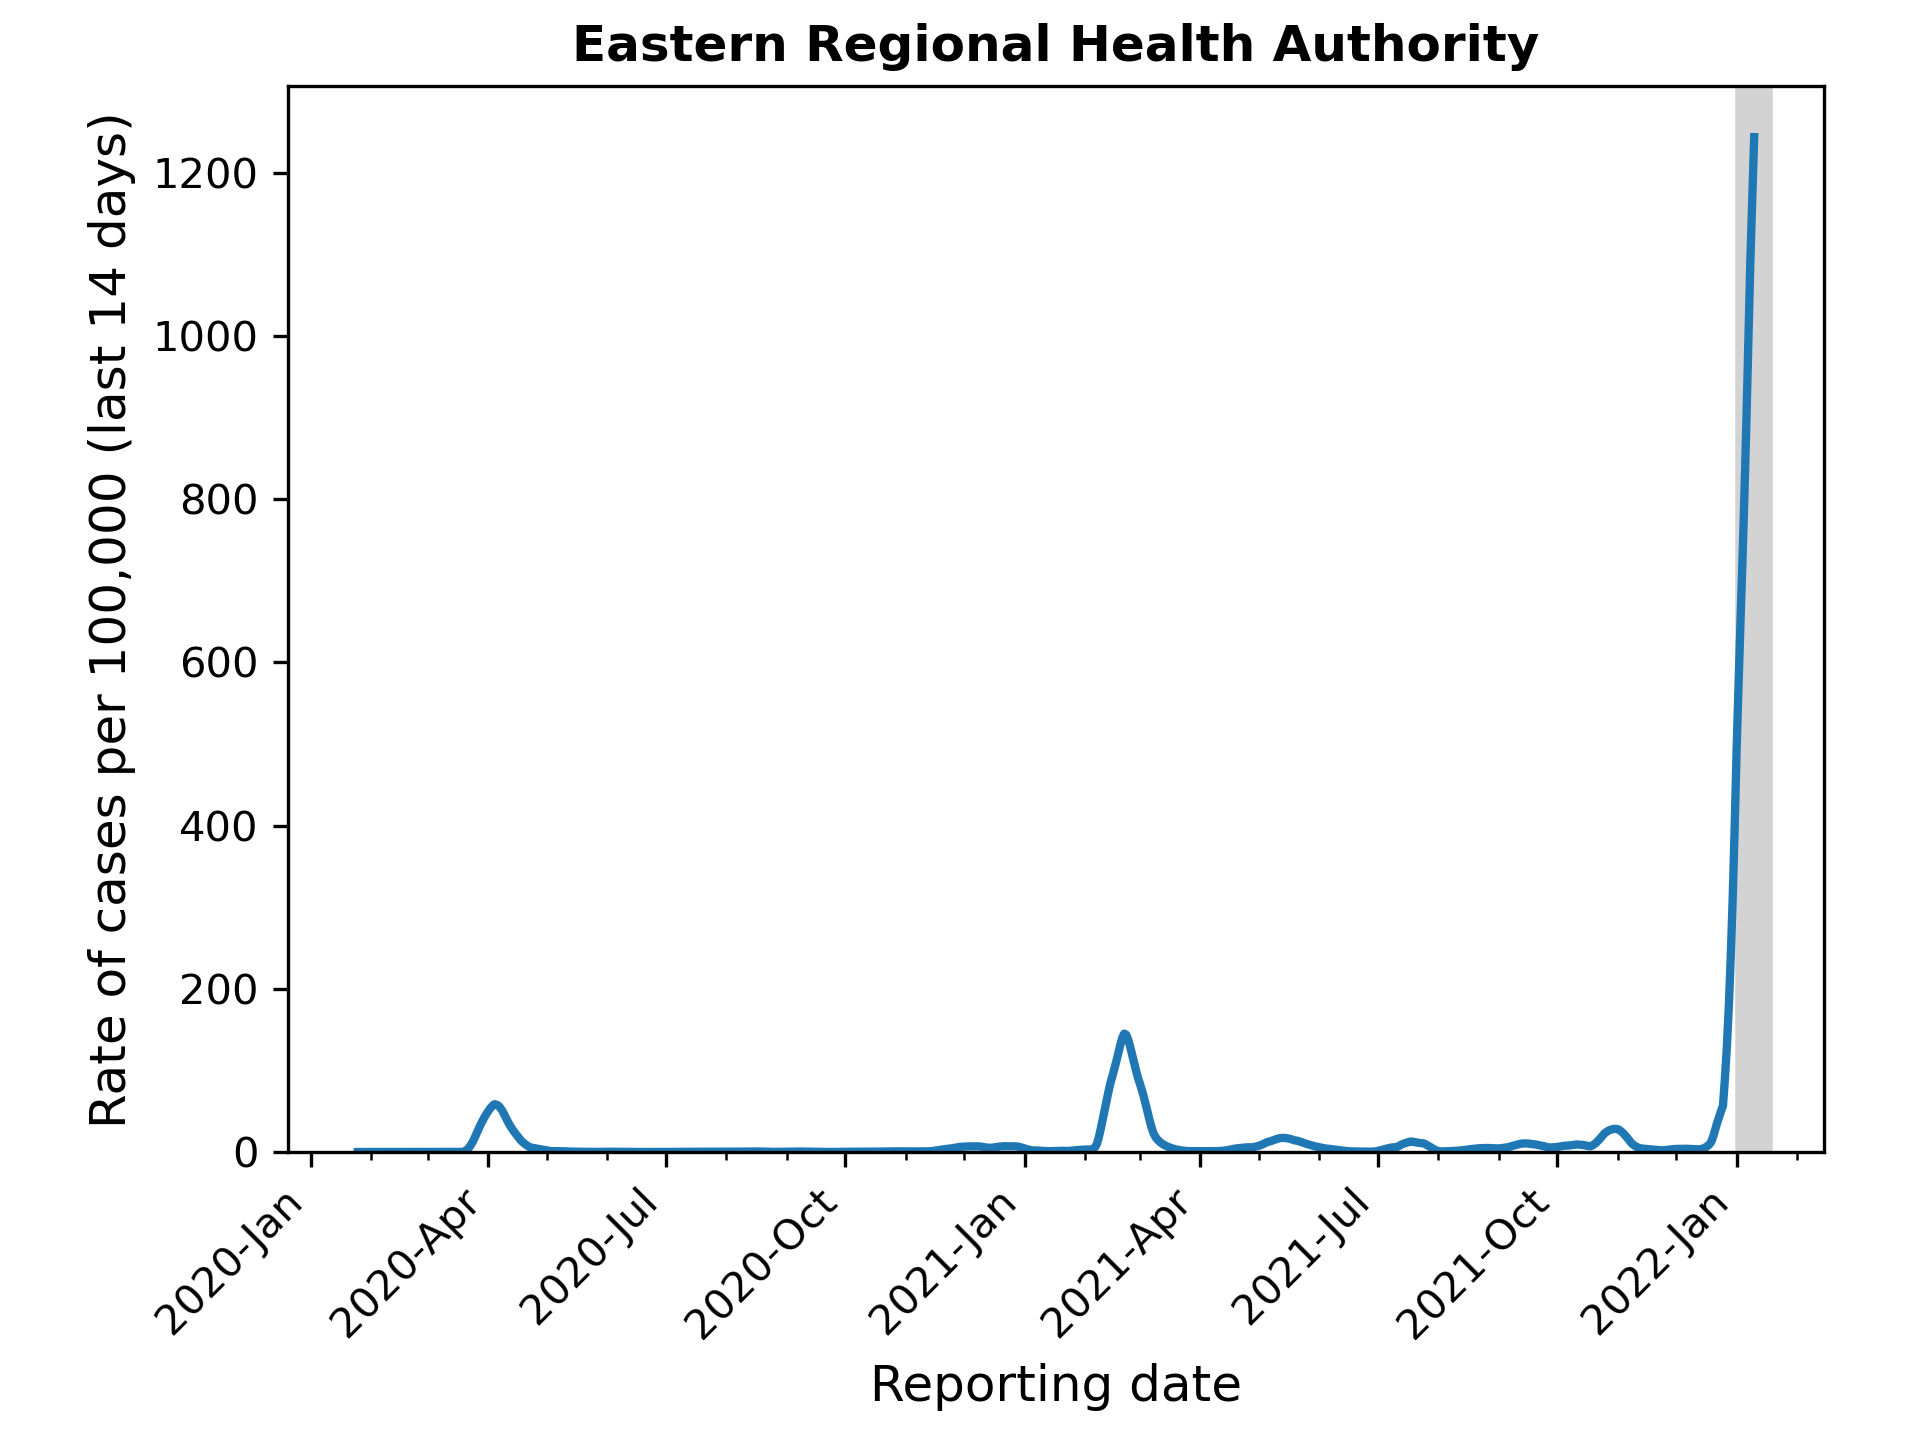 Eastern Regional Health Authority
Rate of cases per 100,000 (last 14 days)
1200
1000
800
600
400
200
0
2020-Jan
2020-Apr
2020-Jul
2020-Oct
2021-Jan
2021-Apr
2021-Jul
2021-Oct
2022-Jan
Reporting date